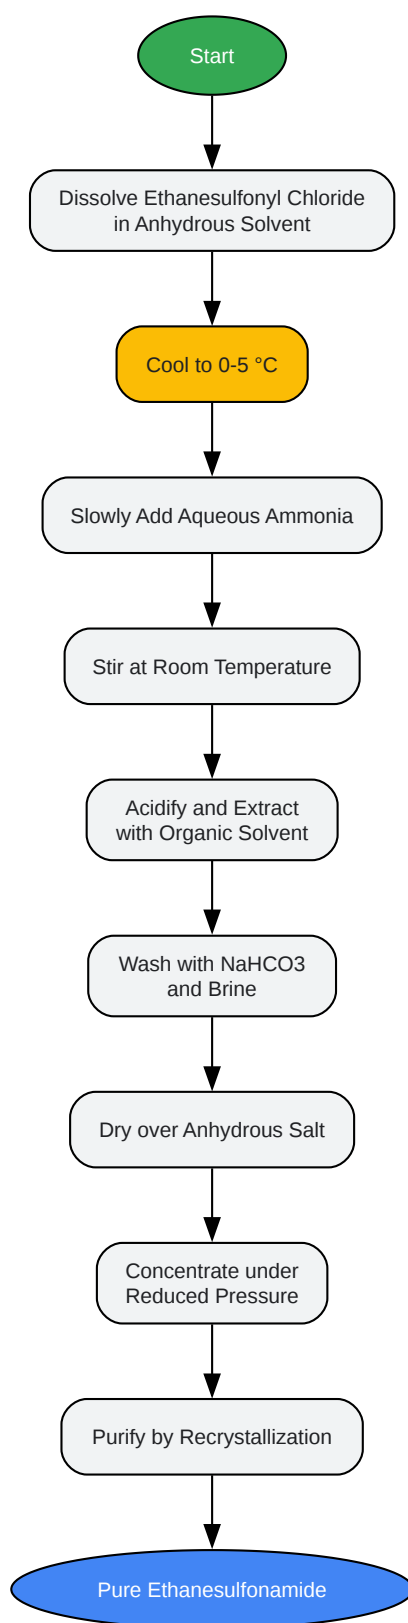 Start
Dissolve Ethanesulfonyl Chloride
in Anhydrous Solvent
Cool to 0-5 °C
Slowly Add Aqueous Ammonia
Stir at Room Temperature
Acidify and Extract
with Organic Solvent
Wash with NaHCO3
and Brine
Dry over Anhydrous Salt
Concentrate under
Reduced Pressure
Purify by Recrystallization
Pure Ethanesulfonamide